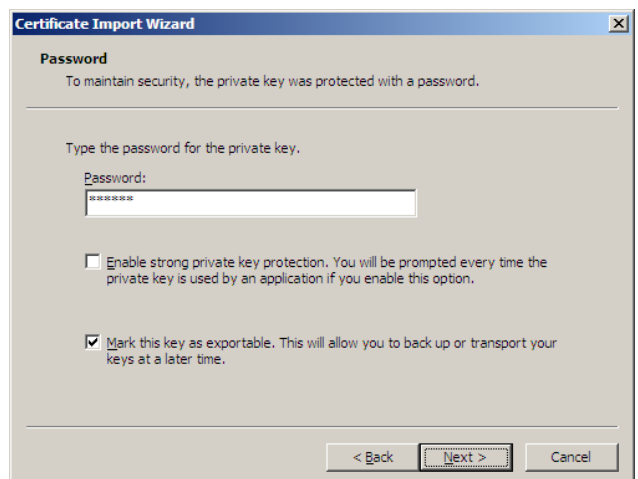 Certificate Import Wizard
Password
To maintain security, the private key was protected with a password.
Type the password for the private key.
Password:
******
Enable strong private key protection. You will be prompted every time the
private key is used by an application if you enable this option.
Mark this key as exportable. This will allow you to back up or transport your
keys at a later time.
< Back Next > Cancel